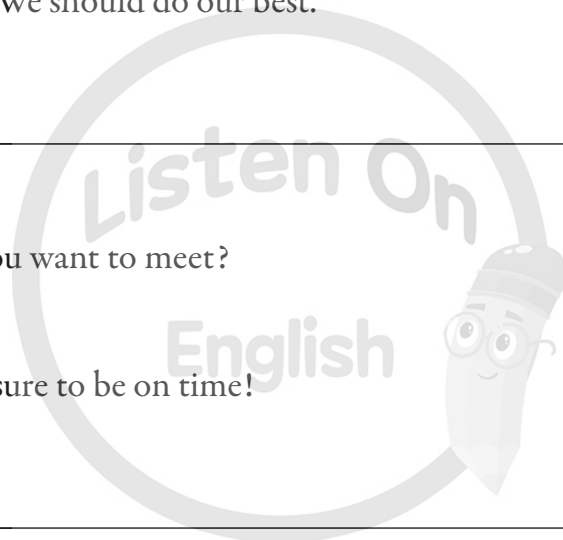 We should do our best.
Listen On
ou want to meet?
English
sure to be on time!